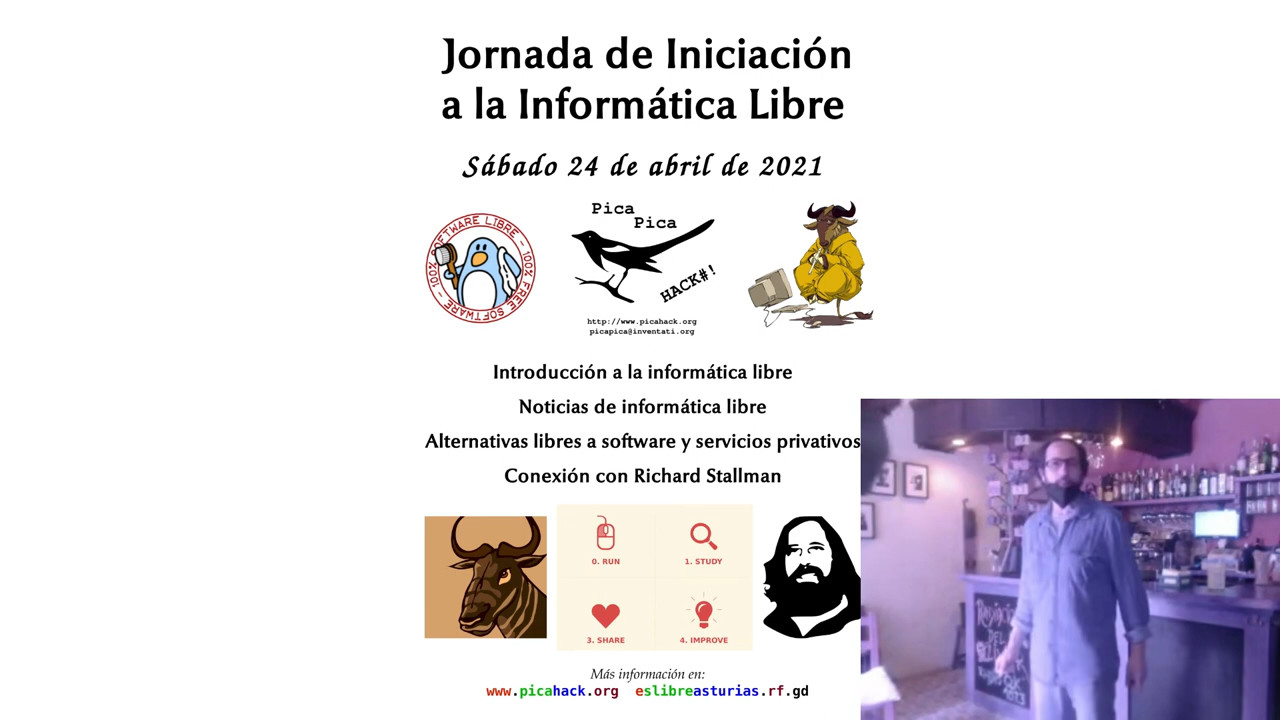 Jornada de Iniciación
a la Informática Libre
Sábado 24 de abril de 2021
100% SOFTWARE LIBRE - 100% FREE SOFTWARE -
Pica
Pica
HACK#!
http://www.picahack.org
picapica@inventati.org
Introducción a la informática libre
Noticias de informática libre
Alternativas libres a software y servicios privativos
Conexión con Richard Stallman
0. RUN
1. STUDY
3. SHARE
4. IMPROVE
Más información en:
www.picahack.org eslibreasturias.rf.gd